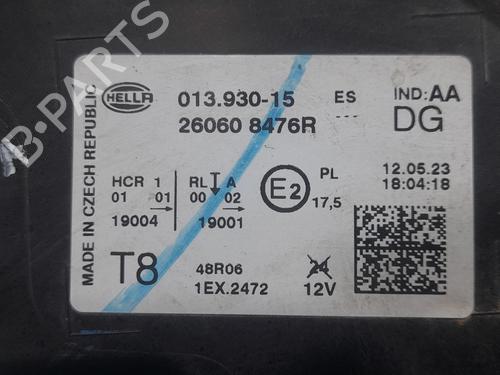 MADE IN CZECH REPUBLIC
HELLA
013.930-15 ES IND:AA
26060 8476R --- DG
HCR 1 RL A
01 01 00 02
19004 19001
E2 PL
17,5
12.05.23
18:04:18
T8 48R06
1EX.2472
24 12V
B-PARTS